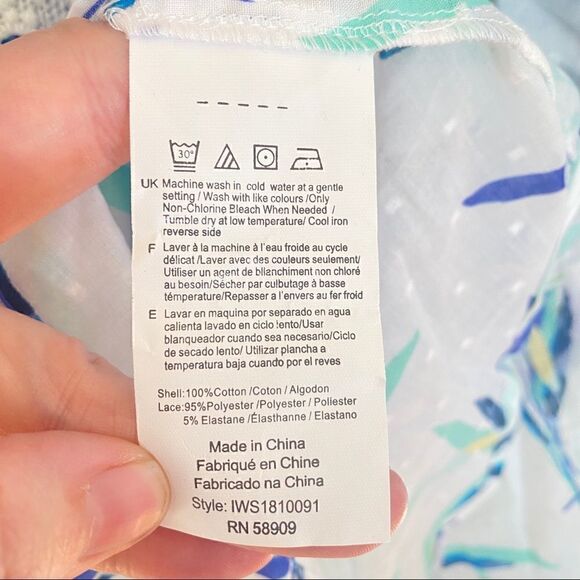 30°
UK Machine wash in cold water at a gentle
setting / Wash with like colours /Only
Non-Chlorine Bleach When Needed /
Tumble dry at low temperature/ Cool iron
reverse side
F Laver à la machine à l'eau froide au cycle
délicat /Laver avec des couleurs seulement/
Utiliser un agent de blianchiment non chloré
au besoin/Sécher par culbutage à basse
témpérature/Repasser a l'envers au fer froid
E Lavar en maquina por separado en agua
calienta lavado en ciclo lento/Usar
blanqueador cuando sea necesario/Ciclo
de secado lento/ Utilizar plancha a
temperatura baja cuando por el reves
Shell:100%Cotton /Coton / Algodon
Lace:95%Polyester /Polyester / Poliester
5% Elastane /Élasthanne / Elastano
Made in China
Fabriqué en Chine
Fabricado na China
Style: IWS1810091
RN 58909